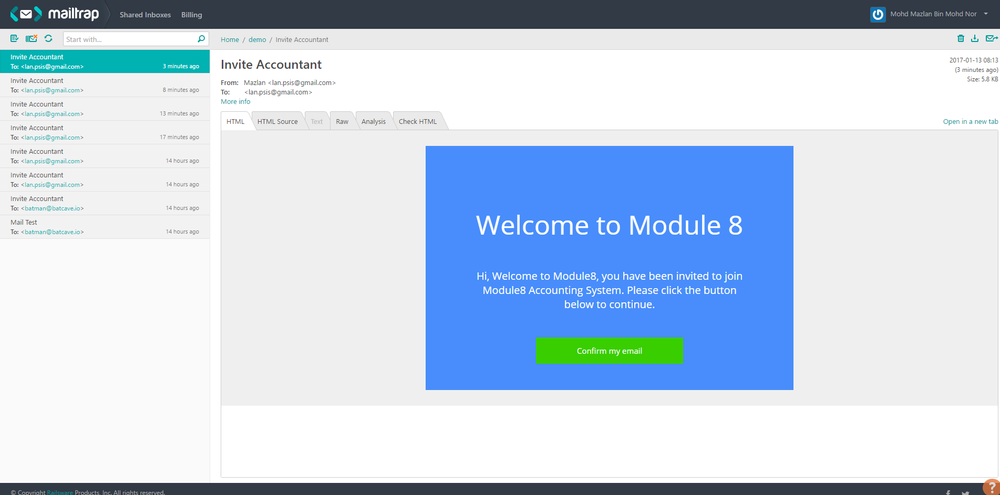 mailtrap
Shared Inboxes Billing
Mohd Mazlan Bin Mohd Nor
Start with...
Home / demo / Invite Accountant
Invite Accountant
To: <lan.psis@gmail.com> 3 minutes ago
Invite Accountant
To: <lan.psis@gmail.com> 8 minutes ago
Invite Accountant
To: <lan.psis@gmail.com> 13 minutes ago
Invite Accountant
To: <lan.psis@gmail.com> 17 minutes ago
Invite Accountant
To: <lan.psis@gmail.com> 14 hours ago
Invite Accountant
To: <lan.psis@gmail.com> 14 hours ago
Invite Accountant
To: <batman@batcave.io> 14 hours ago
Mail Test
To: <batman@batcave.io> 14 hours ago
Invite Accountant
2017-01-13 08:13
(3 minutes ago)
Size: 5.8 KB
From: Mazlan <lan.psis@gmail.com>
To: <lan.psis@gmail.com>
More info
HTML HTML Source Text Raw Analysis Check HTML
Open in a new tab
Welcome to Module 8
Hi, Welcome to Module8, you have been invited to join
Module8 Accounting System. Please click the button
below to continue.
Confirm my email
© Copyright Railsware Products, Inc. All rights reserved.
?